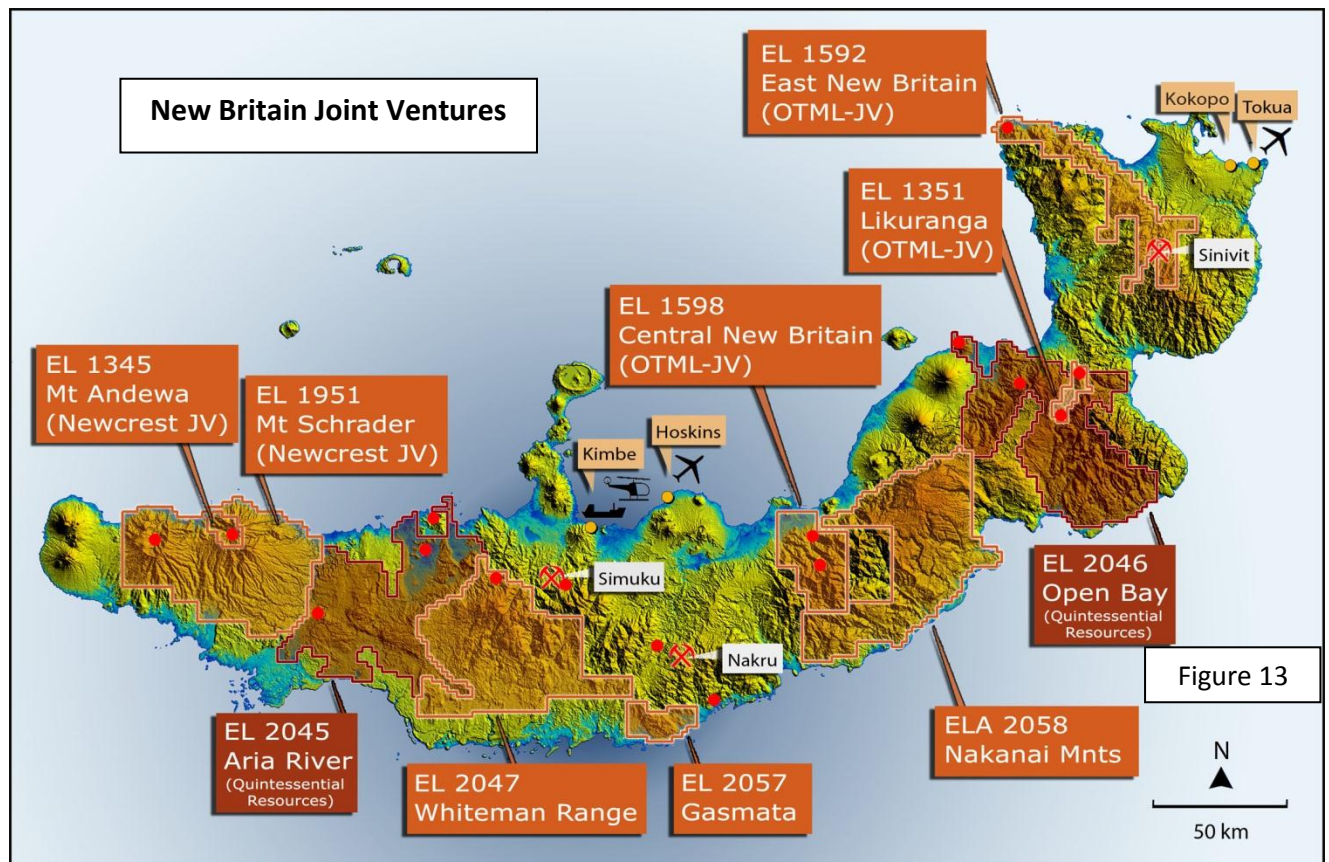 New Britain Joint Ventures
EL 1592
East New Britain
(OTML-JV)
Kokopo
Tokua
EL 1351
Likuranga
(OTML-JV)
Sinivit
EL 1598
Central New Britain
(OTML-JV)
EL 1345
Mt Andewa
(Newcrest JV)
EL 1951
Mt Schrader
(Newcrest JV)
Kimbe
Hoskins
Simuku
Nakru
EL 2046
Open Bay
(Quintessential
Resources)
Figure 13
EL 2045
Aria River
(Quintessential
Resources)
EL 2047
Whiteman Range
EL 2057
Gasmata
ELA 2058
Nakanai Mnts
N
50 km